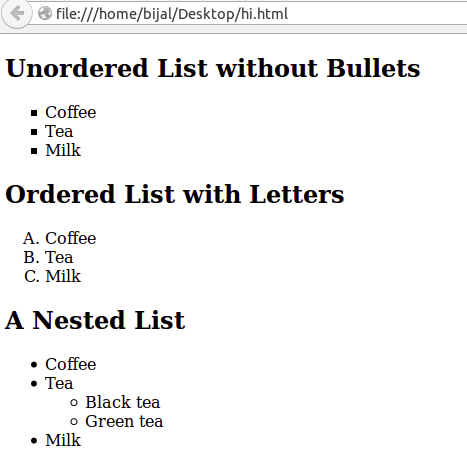 file:///home/bijal/Desktop/hi.html
Unordered List without Bullets
Coffee
Tea
Milk
Ordered List with Letters
A. Coffee
B. Tea
C. Milk
A Nested List
Coffee
Tea
Black tea
Green tea
Milk